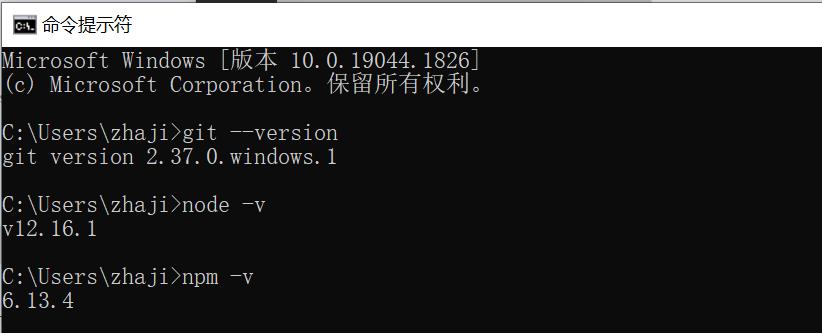 命令提示符
Microsoft Windows [版本 10.0.19044.1826]
(c) Microsoft Corporation。保留所有权利。
C:\Users\zhaji>git --version
git version 2.37.0.windows.1
C:\Users\zhaji>node -v
v12.16.1
C:\Users\zhaji>npm -v
6.13.4